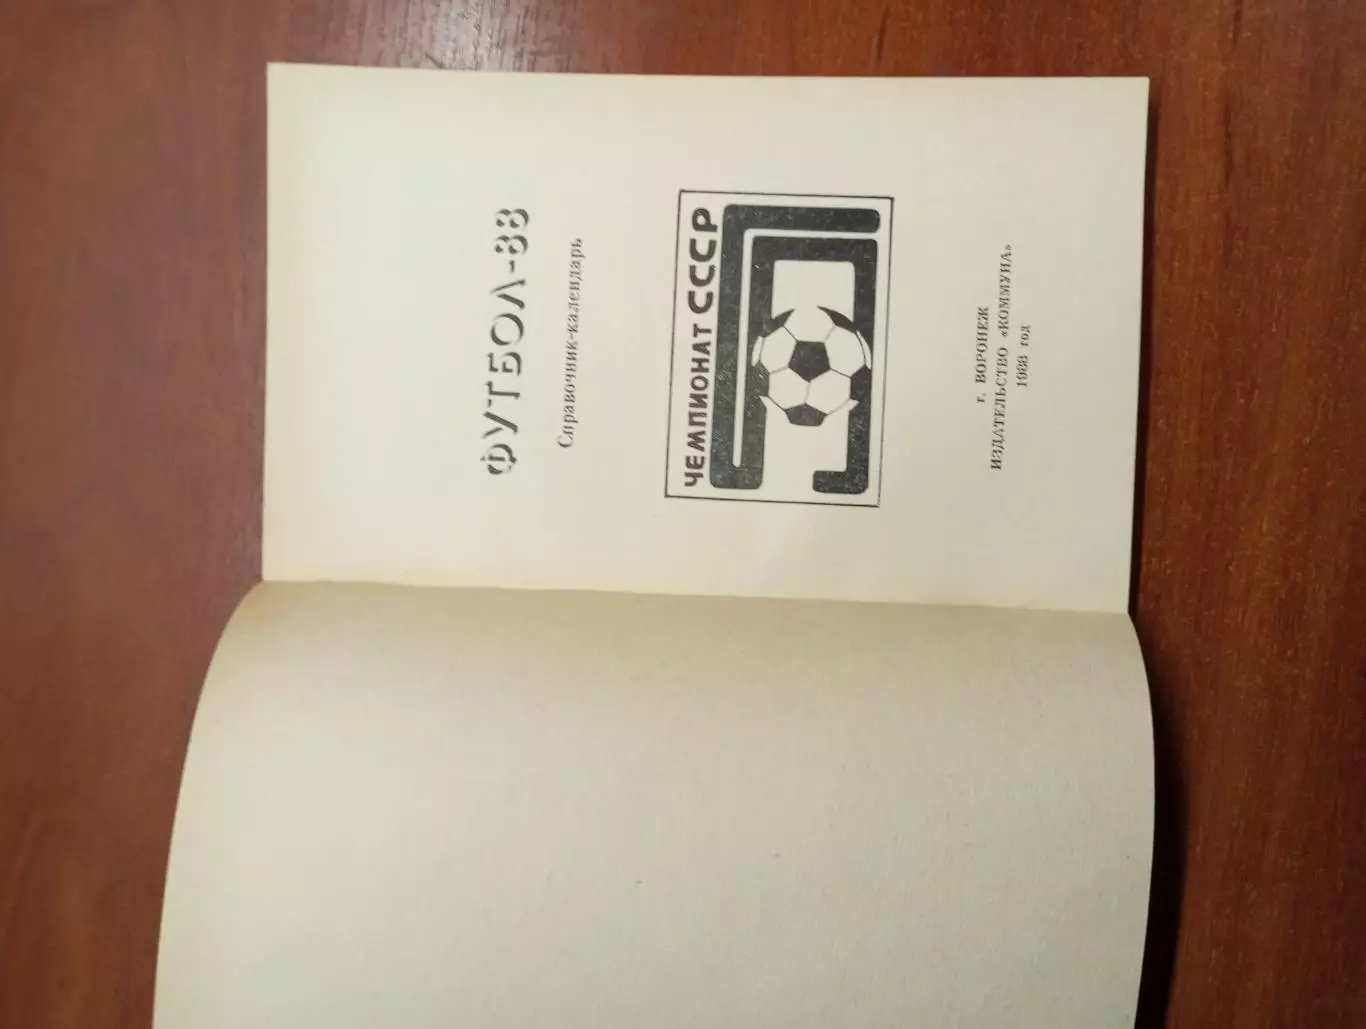 ФУТБОЛ-88
Справочник-календарь
ЧЕМПИОНАТ СССР
г. ВОРОНЕЖ
ИЗДАТЕЛЬСТВО «КОММУНА»
1988 год